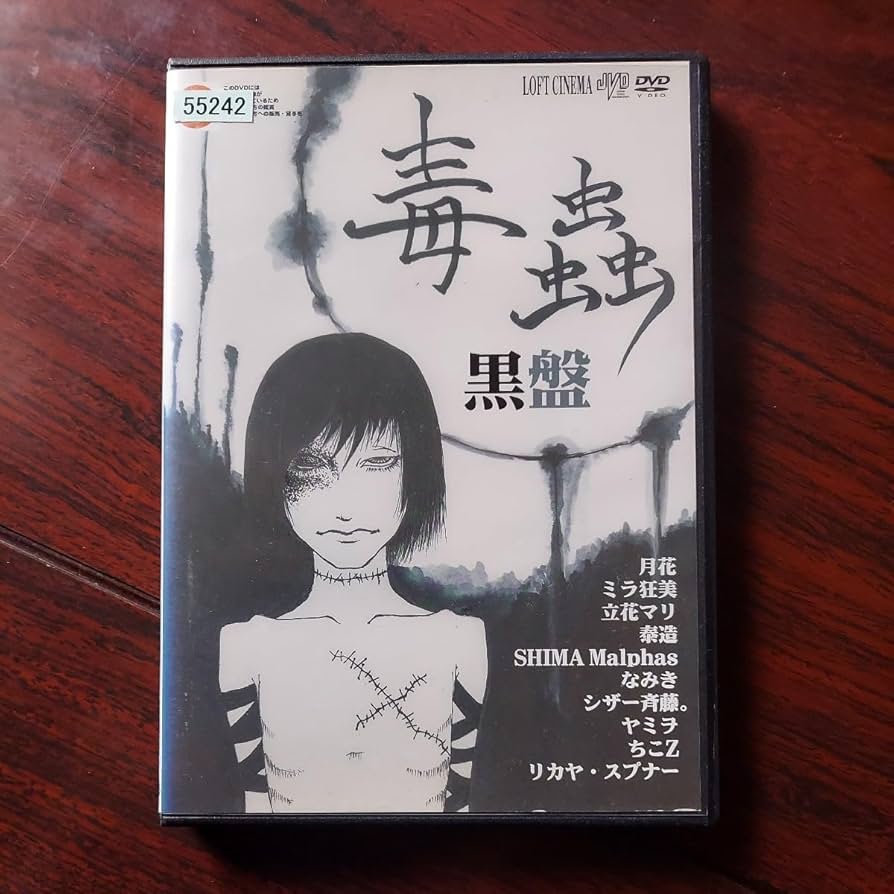 このDVDには
55242
LOFT CINEMA JVD DVD
VIDEO
毒蟲
黒盤
月花
ミラ狂美
立花マリ
泰造
SHIMA Malphas
なみき
シザー斉藤。
ヤミヲ
ちこZ
リカヤ・スプナー